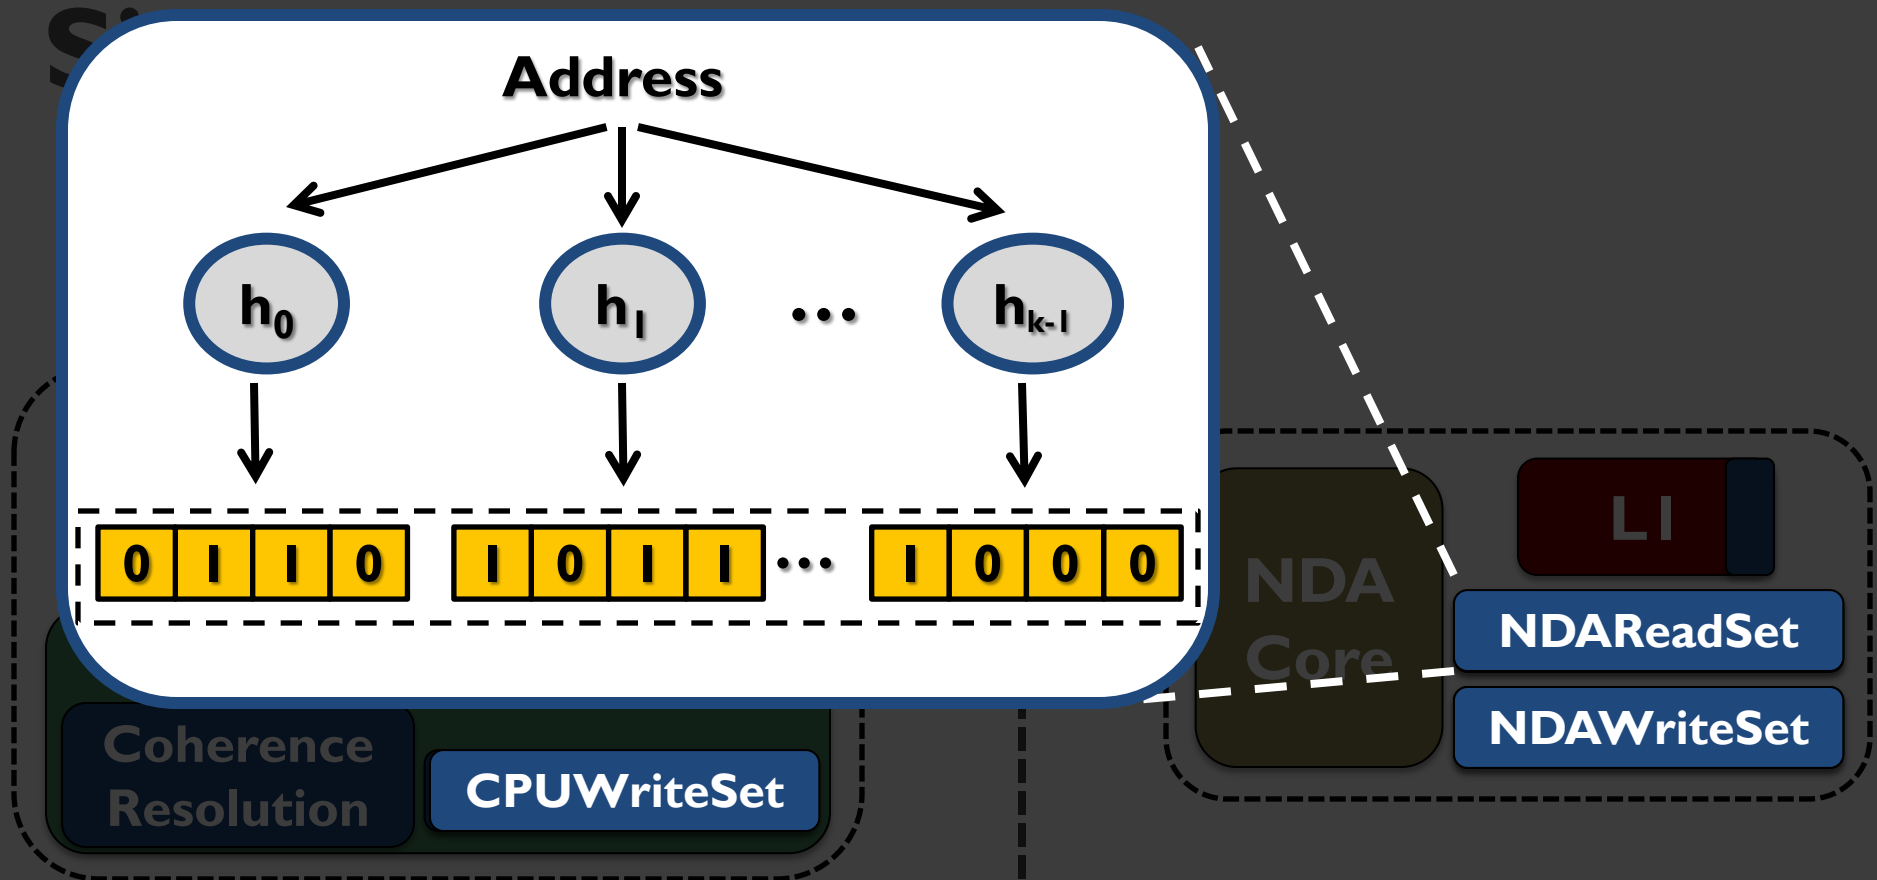 Address
h0 h1 ... hk-1
0 1 1 0 1 0 1 1 ... 1 0 0 0
L1
NDA
Core
NDAReadSet
NDAWriteSet
Coherence
Resolution
CPUWriteSet